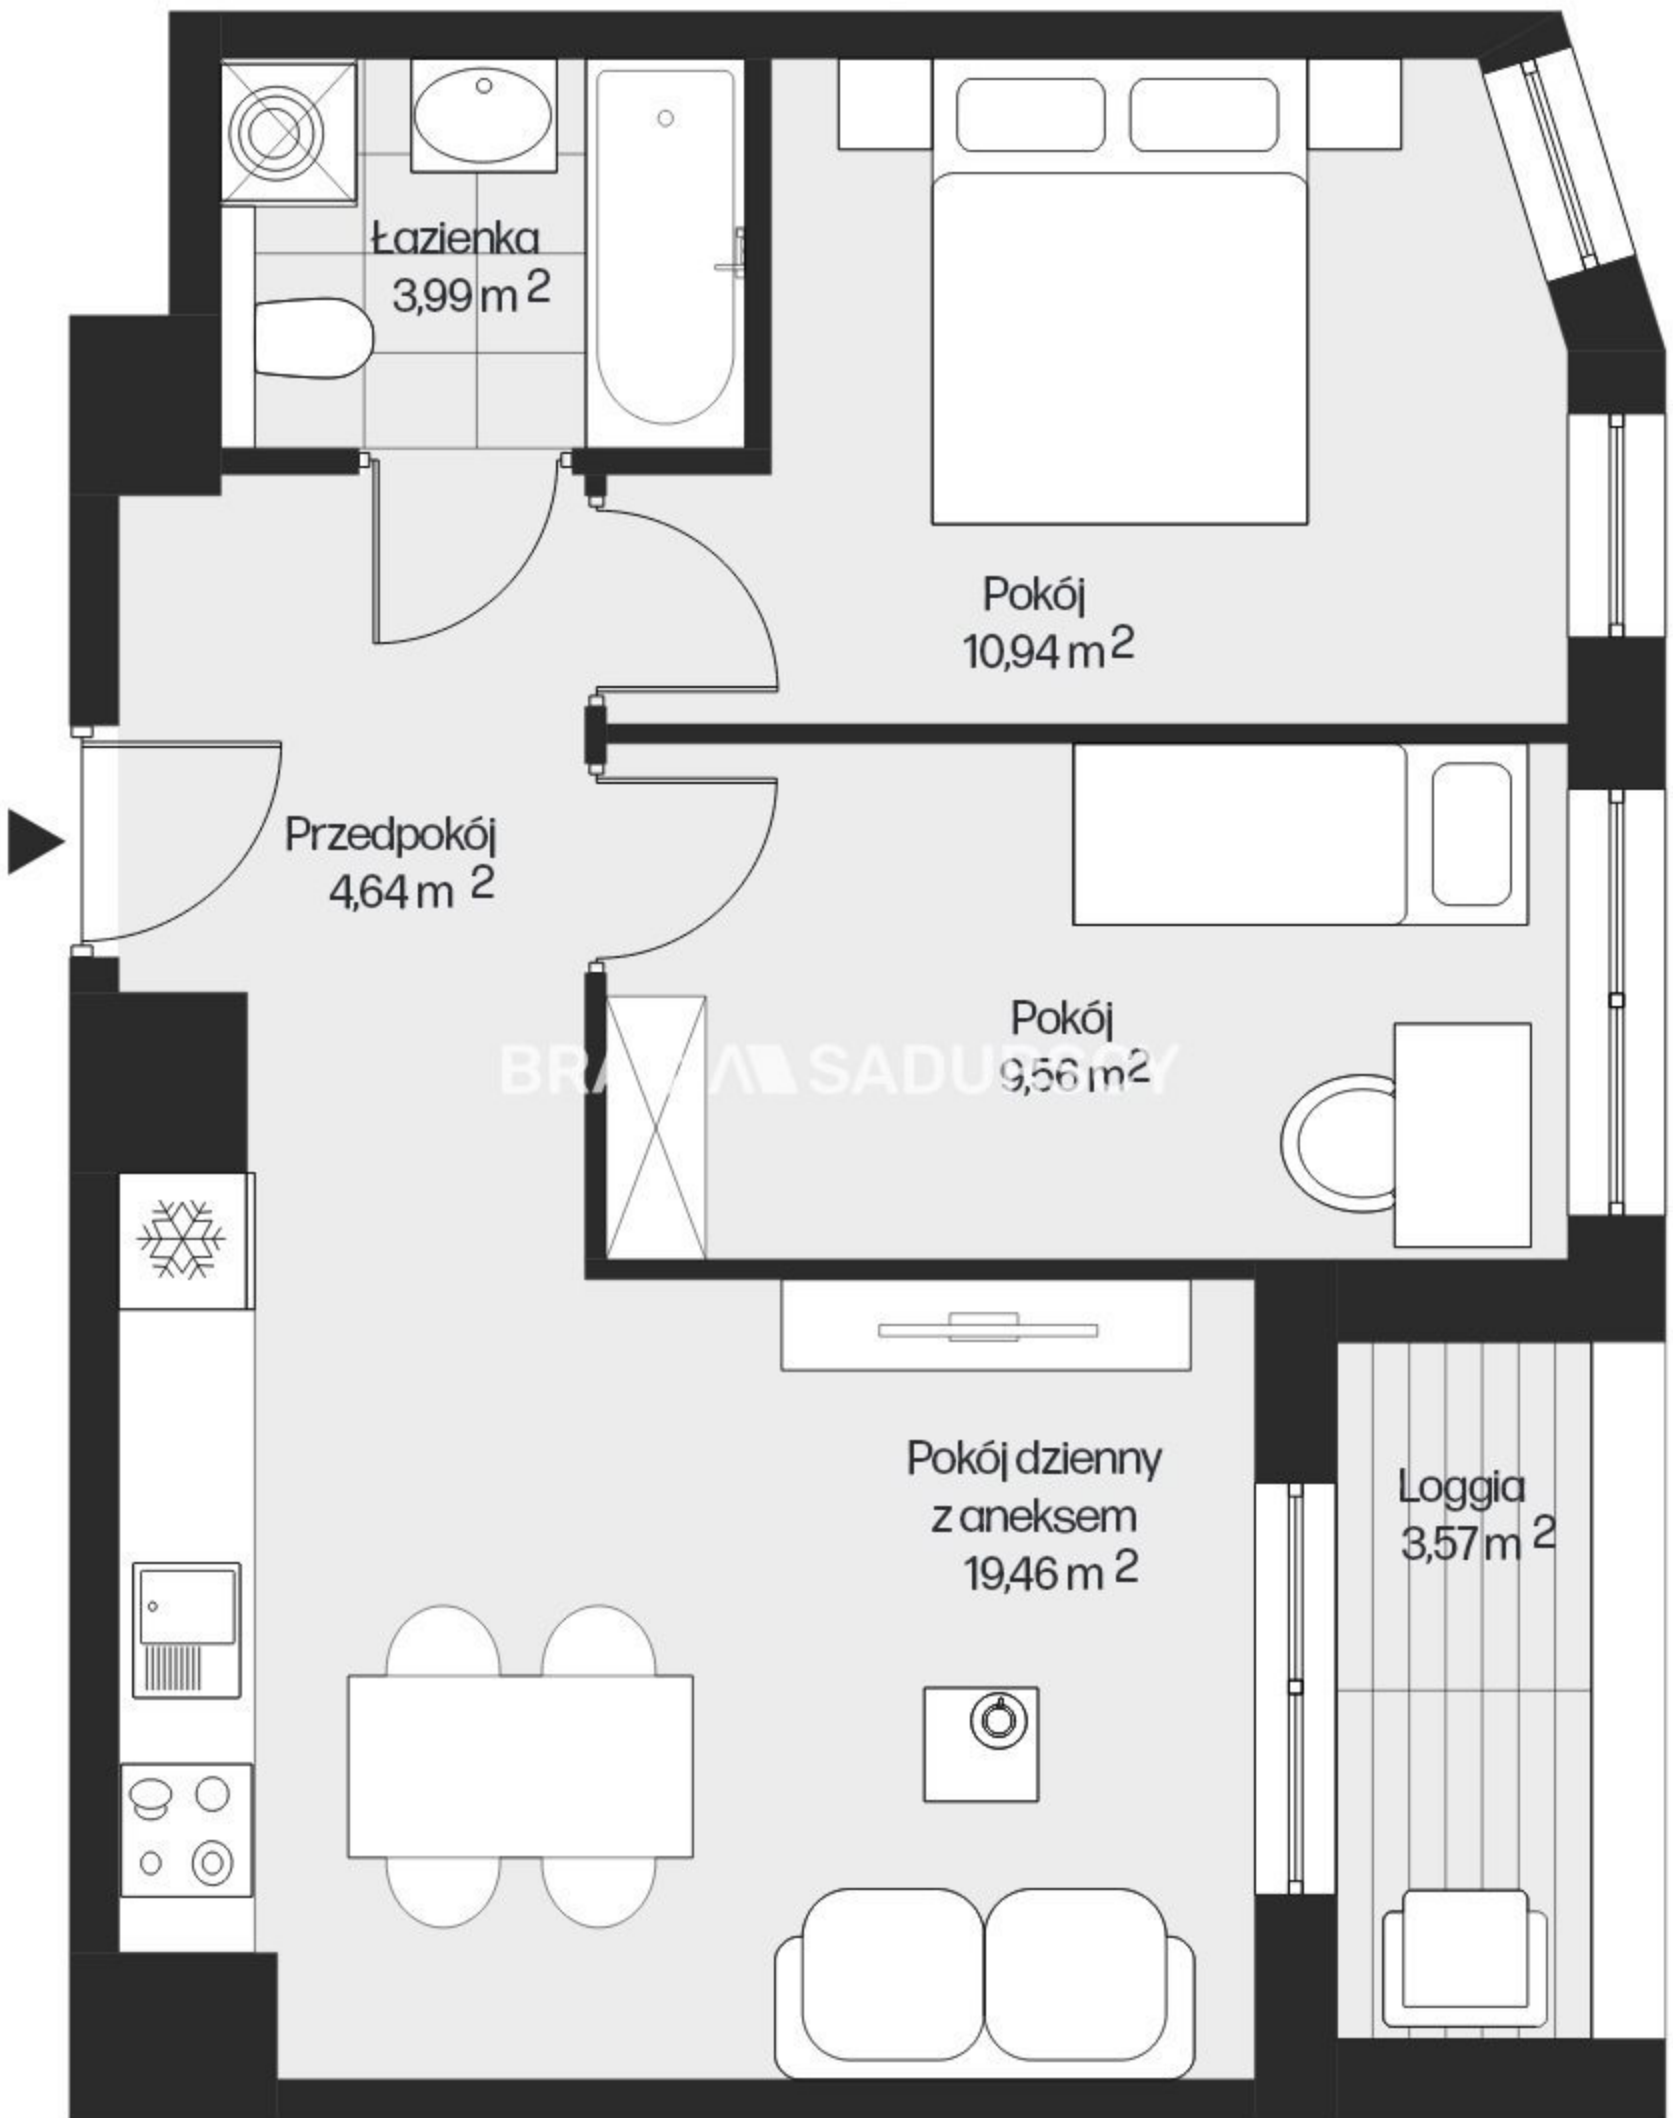 Łazienka
3,99 m 2
Pokój
10,94 m 2
Przedpokój
4,64 m 2
Pokój
9,56 m 2
SADURSCY
Pokój dzienny
z aneksem
19,46 m 2
Loggia
3,57 m 2